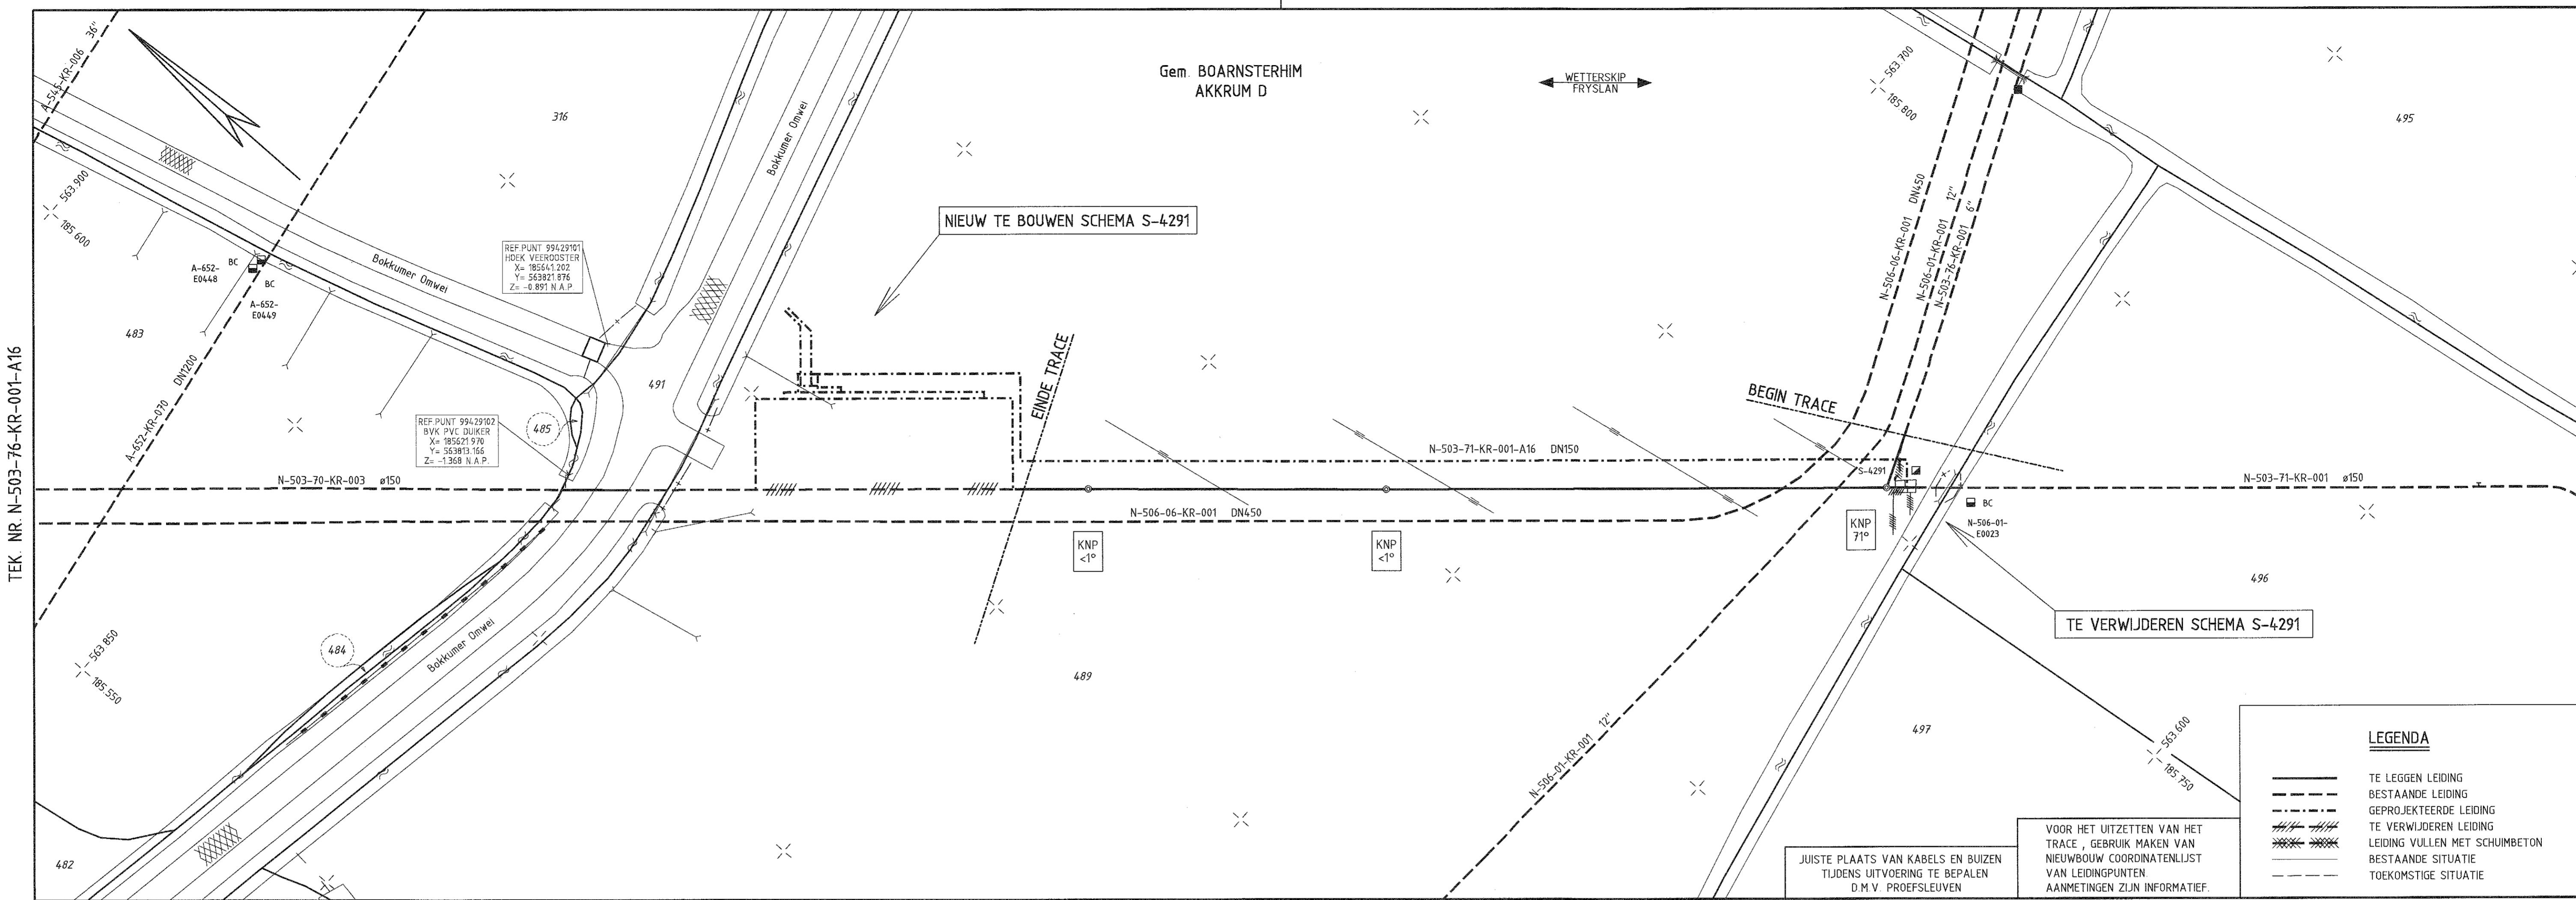 TEK. NR. N-503-76-KR-001-A16
A-545-KR-006 36"
316
Gem. BOARNSTERHIM
AKKRUM D
WETTERSKIP
FRYSLAN
563.700
185.800
495
Bokkumer Omwei
563.900
185.600
NIEUW TE BOUWEN SCHEMA S-4291
REF.PUNT 99429101
HOEK VEEROOSTER
X= 185641.202
Y= 563821.876
Z= -0.891 N.A.P
Bokkumer Omwei
A-652-
E0448
BC
BC
A-652-
E0449
483
N-506-06-KR-001 DN450
N-506-01-KR-001 12"
N-503-76-KR-001 6"
DN1200
A-652-KR-070
491
EINDE TRACE
BEGIN TRACE
REF.PUNT 99429102
BVK PVC DUIKER
X= 185621.970
Y= 563813.166
Z= -1.368 N.A.P.
485
N-503-71-KR-001-A16 DN150
S-4291
N-503-70-KR-003 ø150
N-503-71-KR-001 ø150
BC
N-506-01-
E0023
N-506-06-KR-001 DN450
KNP
<1°
KNP
<1°
KNP
71°
496
TE VERWIJDEREN SCHEMA S-4291
563.850
185.550
484
Bokkumer Omwei
489
N-506-01-KR-001 12"
497
563.600
185.750
482
JUISTE PLAATS VAN KABELS EN BUIZEN
TIJDENS UITVOERING TE BEPALEN
D.M.V. PROEFSLEUVEN
VOOR HET UITZETTEN VAN HET
TRACE , GEBRUIK MAKEN VAN
NIEUWBOUW COORDINATENLIJST
VAN LEIDINGPUNTEN.
AANMETINGEN ZIJN INFORMATIEF.
LEGENDA
TE LEGGEN LEIDING
BESTAANDE LEIDING
GEPROJEKTEERDE LEIDING
TE VERWIJDEREN LEIDING
LEIDING VULLEN MET SCHUIMBETON
BESTAANDE SITUATIE
TOEKOMSTIGE SITUATIE